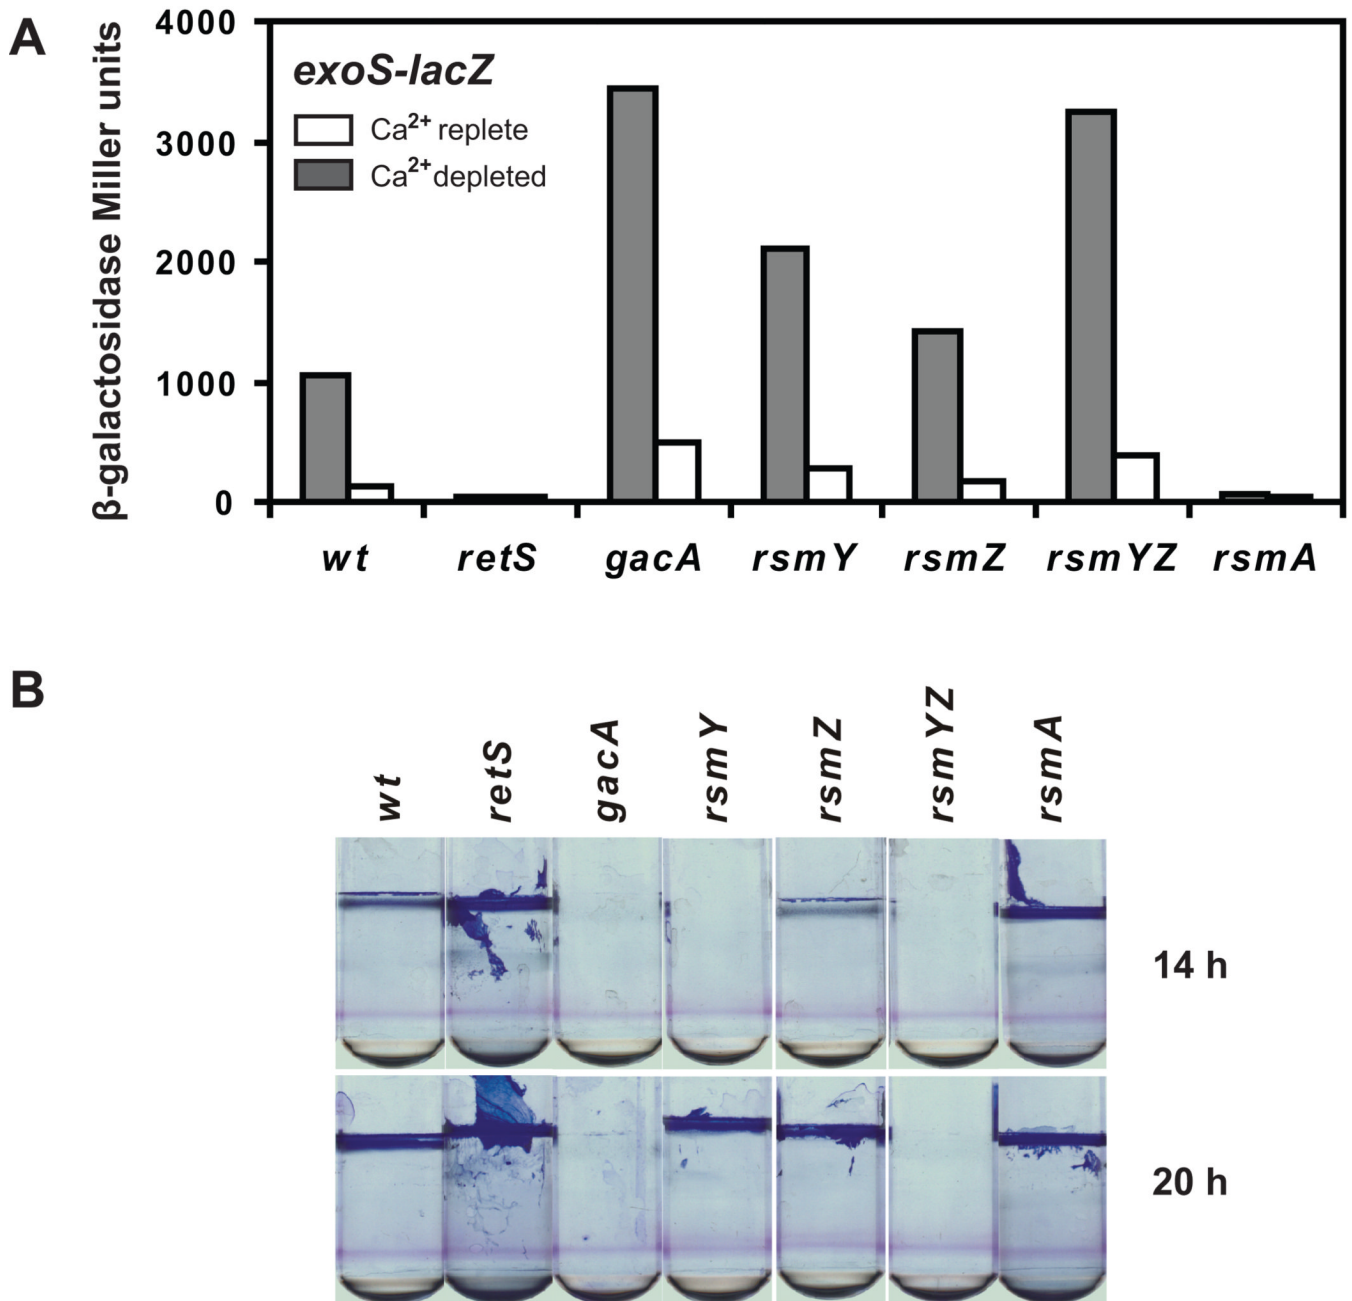 A
β-galactosidase Miller units
4000
3000
2000
1000
0
exoS-lacZ
Ca2+ replete
Ca2+ depleted
wt retS gacA rsmY rsmZ rsmYZ rsmA
B
wt retS gacA rsmY rsmZ rsmYZ rsmA
14 h
20 h